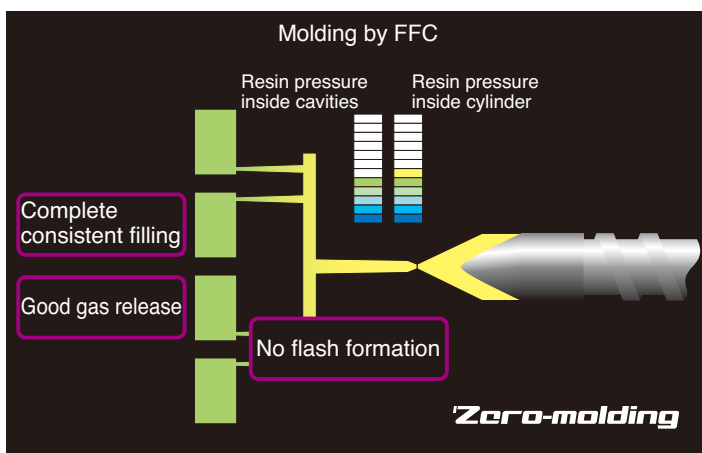 Molding by FFC
Resin pressure
inside cavities
Resin pressure
inside cylinder
Complete
consistent filling
Good gas release
No flash formation
'Zero-molding